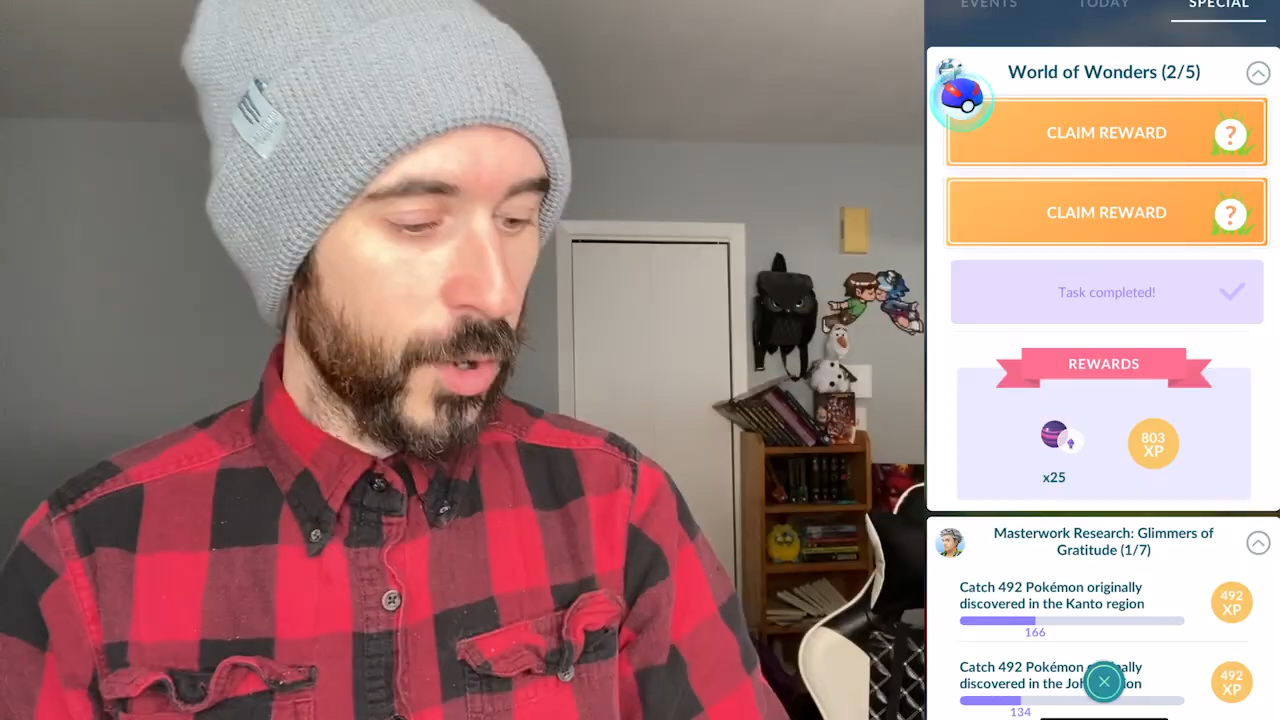 EVENTS
TODAY
SPECIAL
World of Wonders (2/5)
CLAIM REWARD
?
CLAIM REWARD
?
Task completed!
REWARDS
x25
803
XP
Masterwork Research: Glimmers of
Gratitude (1/7)
Catch 492 Pokémon originally
discovered in the Kanto region
492
XP
166
Catch 492 Pokémon
discovered in the
492
XP
134